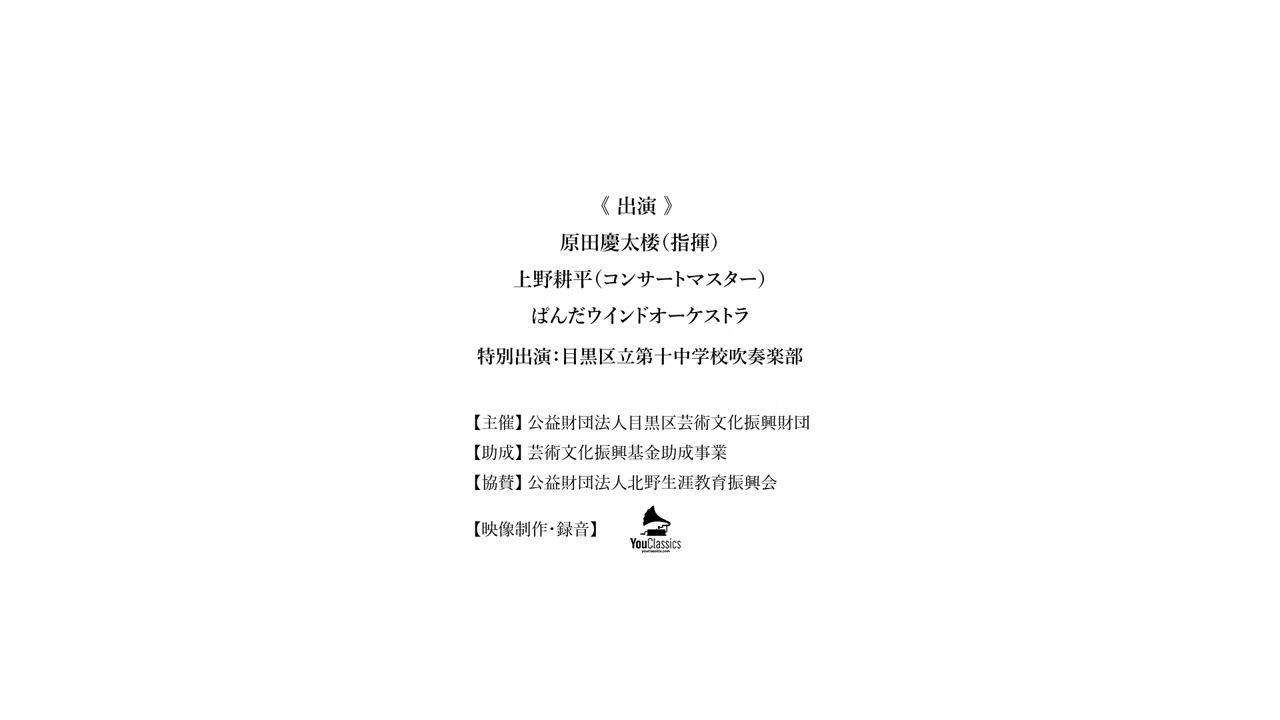 《 出演 》
原田慶太楼(指揮)
上野耕平(コンサートマスター)
ぱんだウインドオーケストラ
特別出演:目黒区立第十中学校吹奏楽部
【主催】公益財団法人目黒区芸術文化振興財団
【助成】芸術文化振興基金助成事業
【協賛】公益財団法人北野生涯教育振興会
【映像制作・録音】
YouClassics
youclassics.com